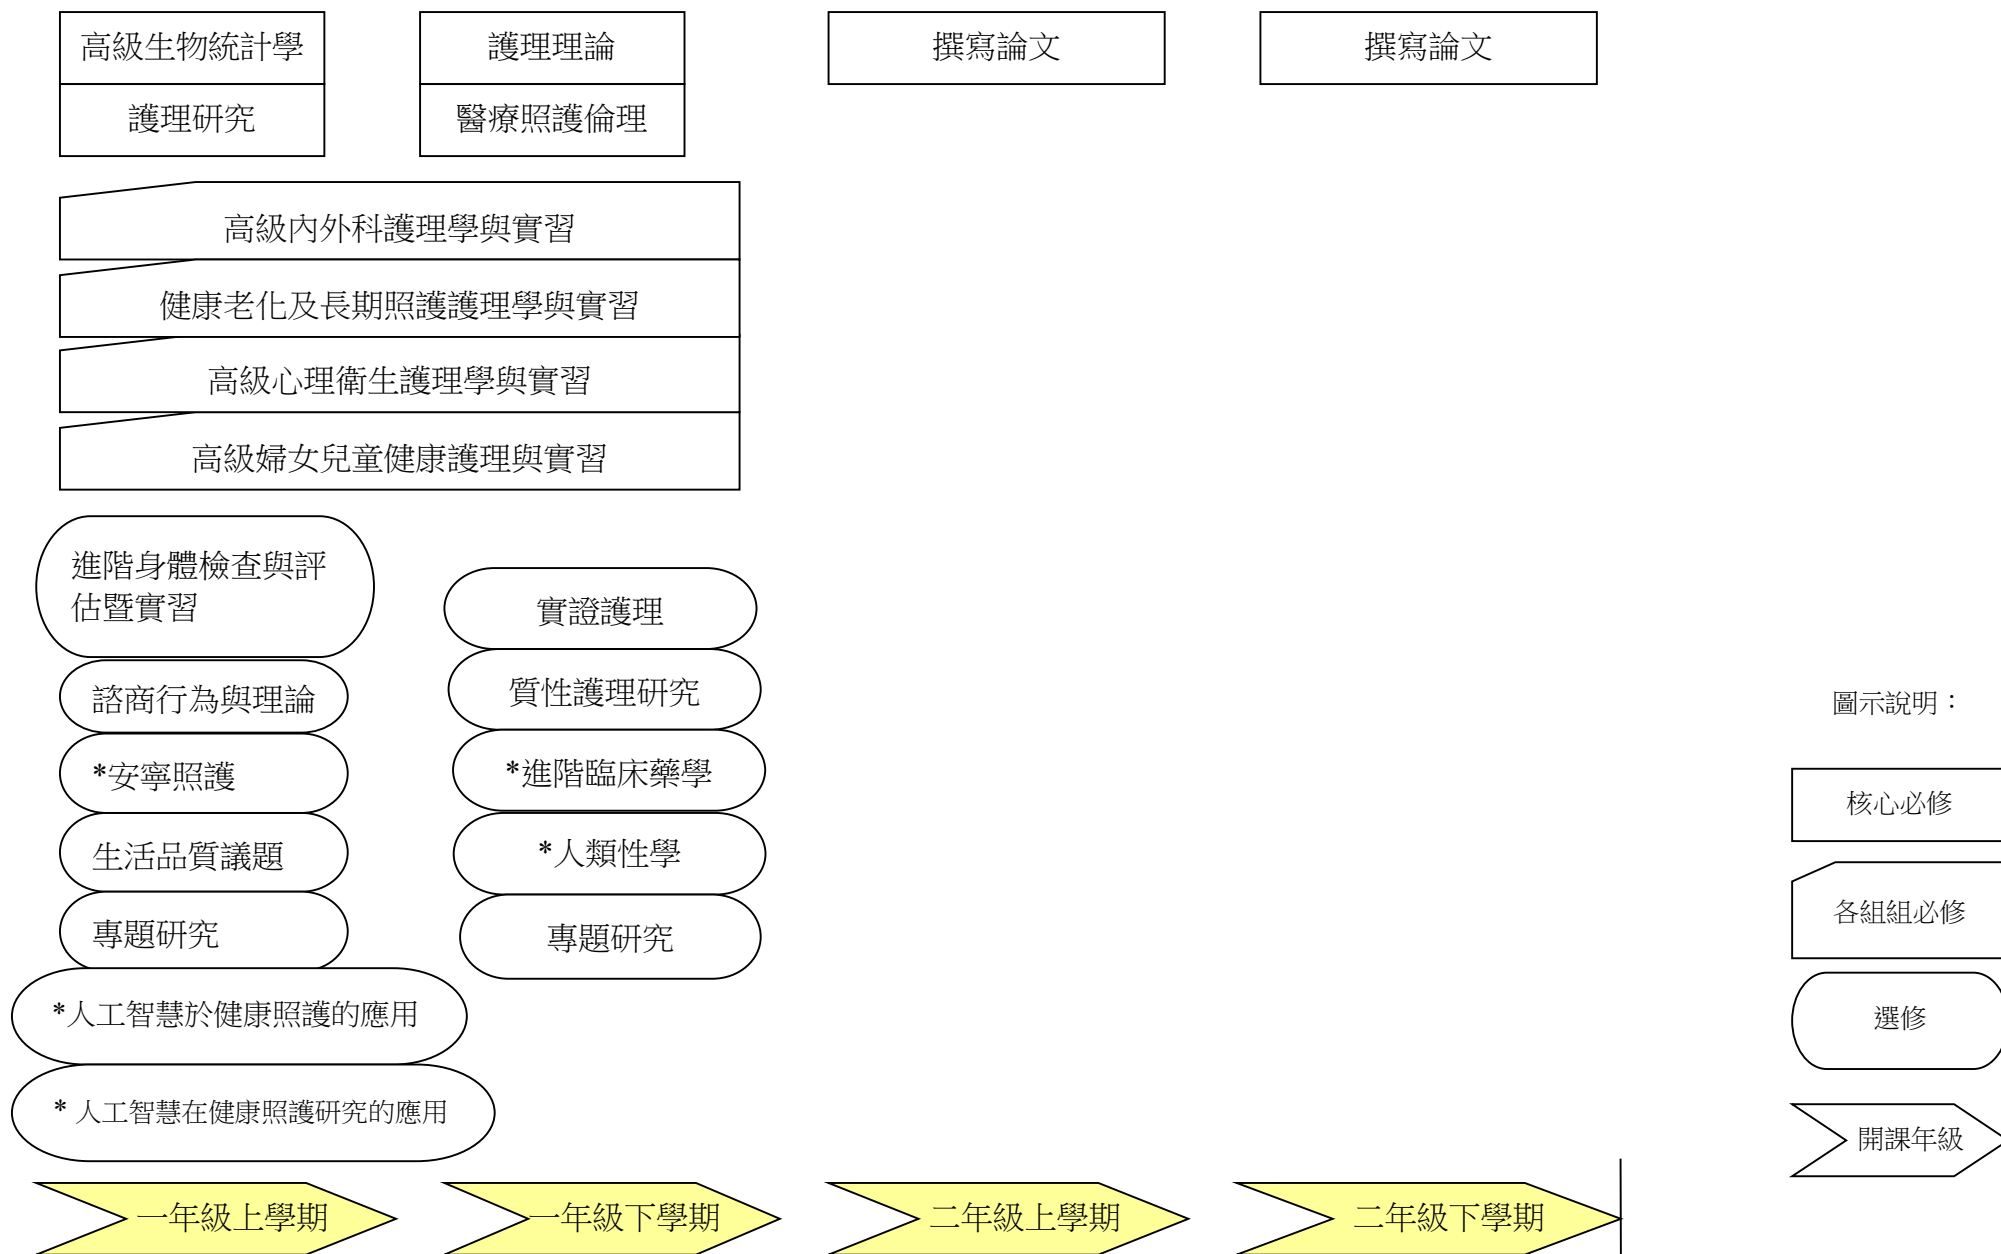 高級生物統計學
護理研究
護理理論
醫療照護倫理
撰寫論文
撰寫論文
高級內外科護理學與實習
健康老化及長期照護護理學與實習
高級心理衛生護理學與實習
高級婦女兒童健康護理與實習
進階身體檢查與評
估暨實習
諮商行為與理論
*安寧照護
生活品質議題
專題研究
*人工智慧於健康照護的應用
* 人工智慧在健康照護研究的應用
實證護理
質性護理研究
*進階臨床藥學
*人類性學
專題研究
圖示說明：
核心必修
各組組必修
選修
開課年級
一年級上學期
一年級下學期
二年級上學期
二年級下學期